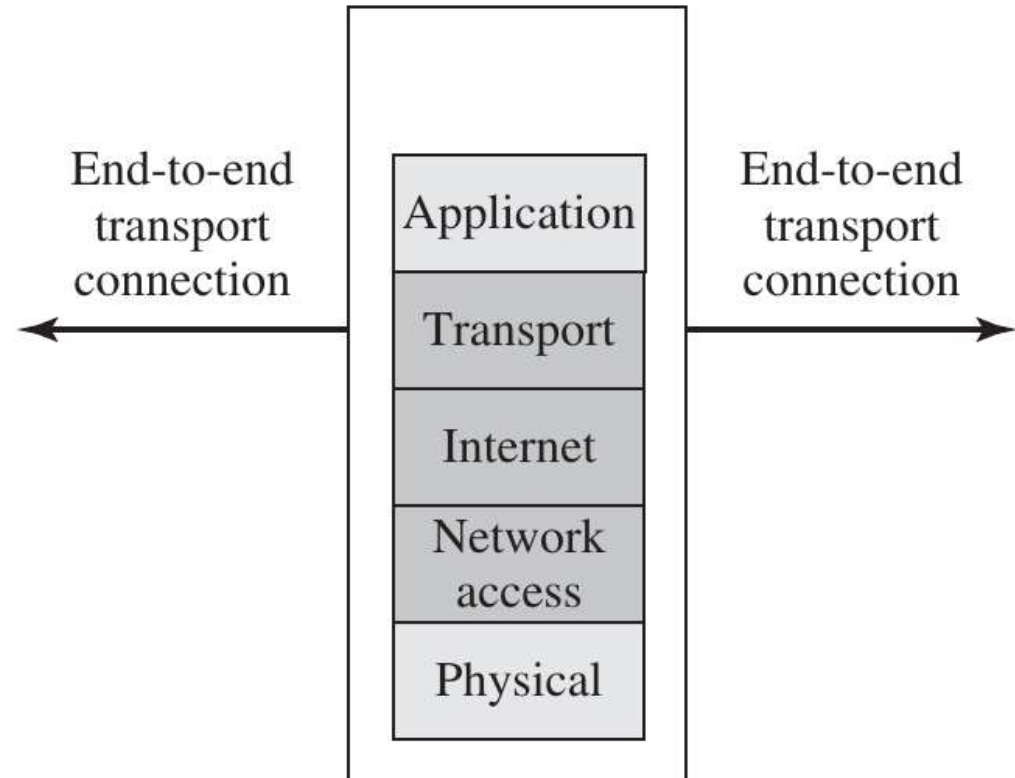 End-to-end
transport
connection
Application
Transport
Internet
Network
access
Physical
End-to-end
transport
connection